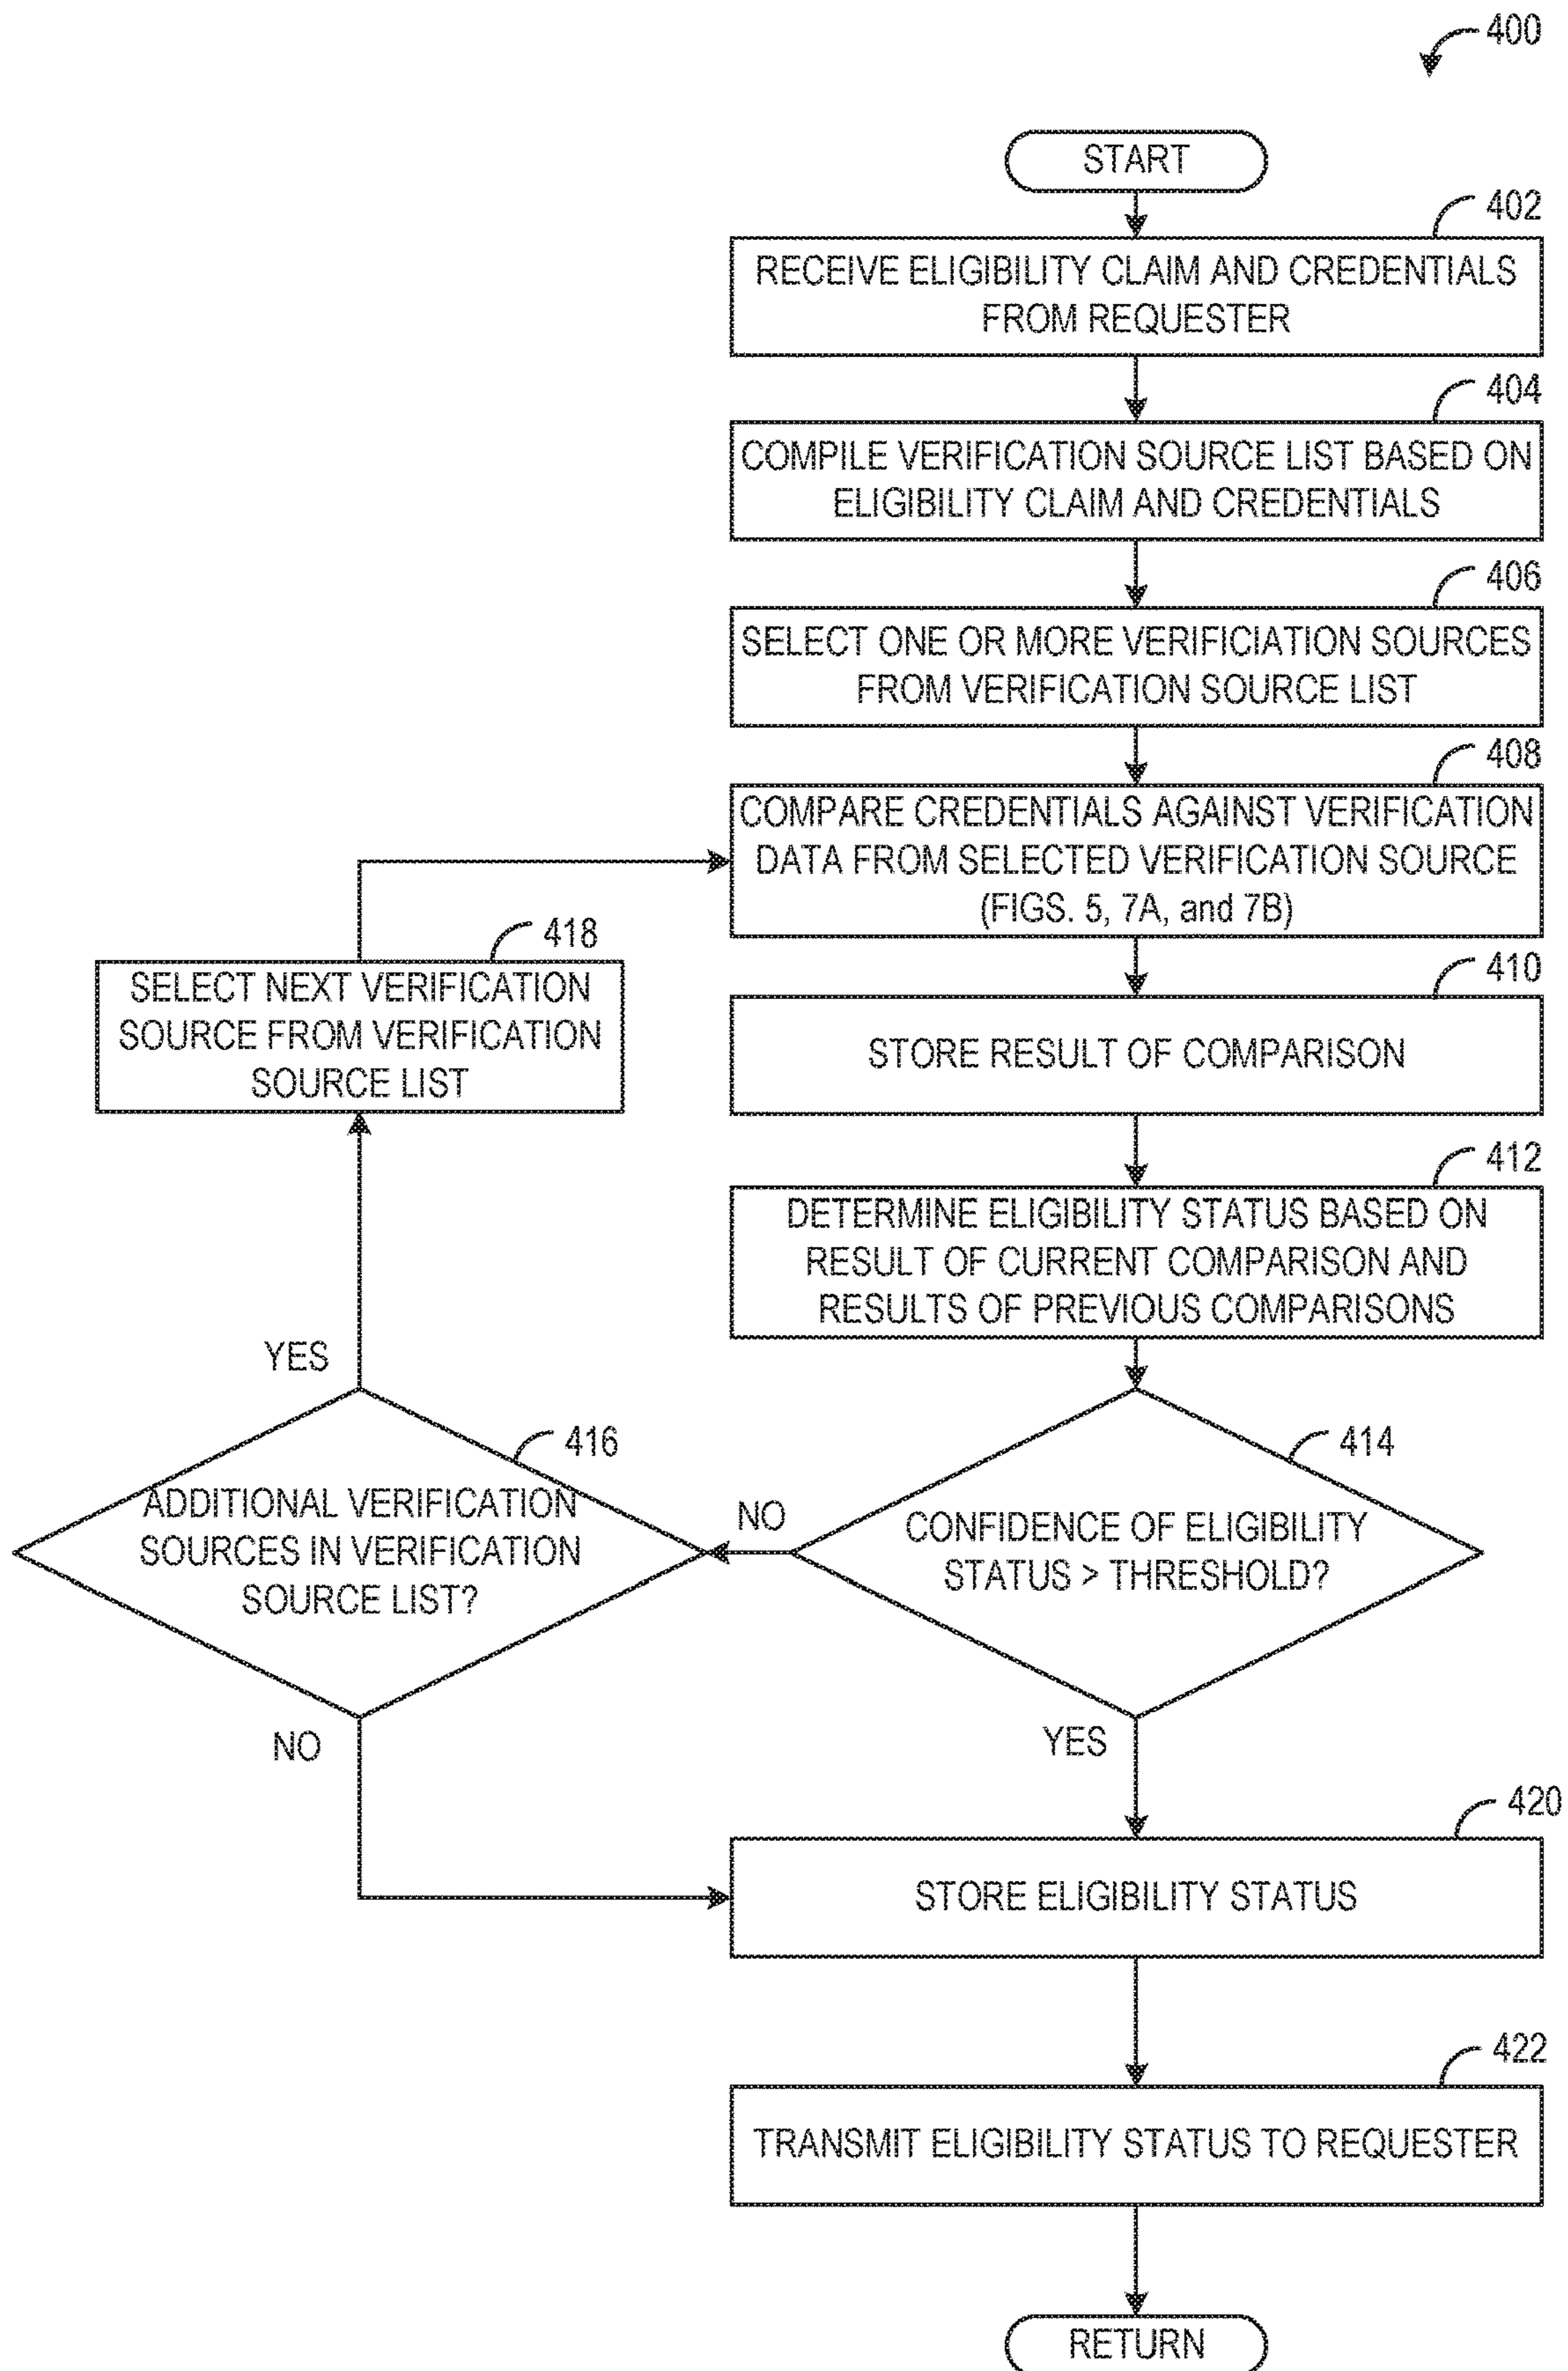 400
START
402
RECEIVE ELIGIBILITY CLAIM AND CREDENTIALS
FROM REQUESTER
404
COMPILE VERIFICATION SOURCE LIST BASED ON
ELIGIBILITY CLAIM AND CREDENTIALS
406
SELECT ONE OR MORE VERIFICIATION SOURCES
FROM VERIFICATION SOURCE LIST
408
COMPARE CREDENTIALS AGAINST VERIFICATION
DATA FROM SELECTED VERIFICATION SOURCE
(FIGS. 5, 7A, and 7B)
418
SELECT NEXT VERIFICATION
SOURCE FROM VERIFICATION
SOURCE LIST
410
STORE RESULT OF COMPARISON
412
DETERMINE ELIGIBILITY STATUS BASED ON
RESULT OF CURRENT COMPARISON AND
RESULTS OF PREVIOUS COMPARISONS
YES
416
ADDITIONAL VERIFICATION
SOURCES IN VERIFICATION
SOURCE LIST?
NO
414
CONFIDENCE OF ELIGIBILITY
STATUS > THRESHOLD?
NO
YES
420
STORE ELIGIBILITY STATUS
422
TRANSMIT ELIGIBILITY STATUS TO REQUESTER
RETURN